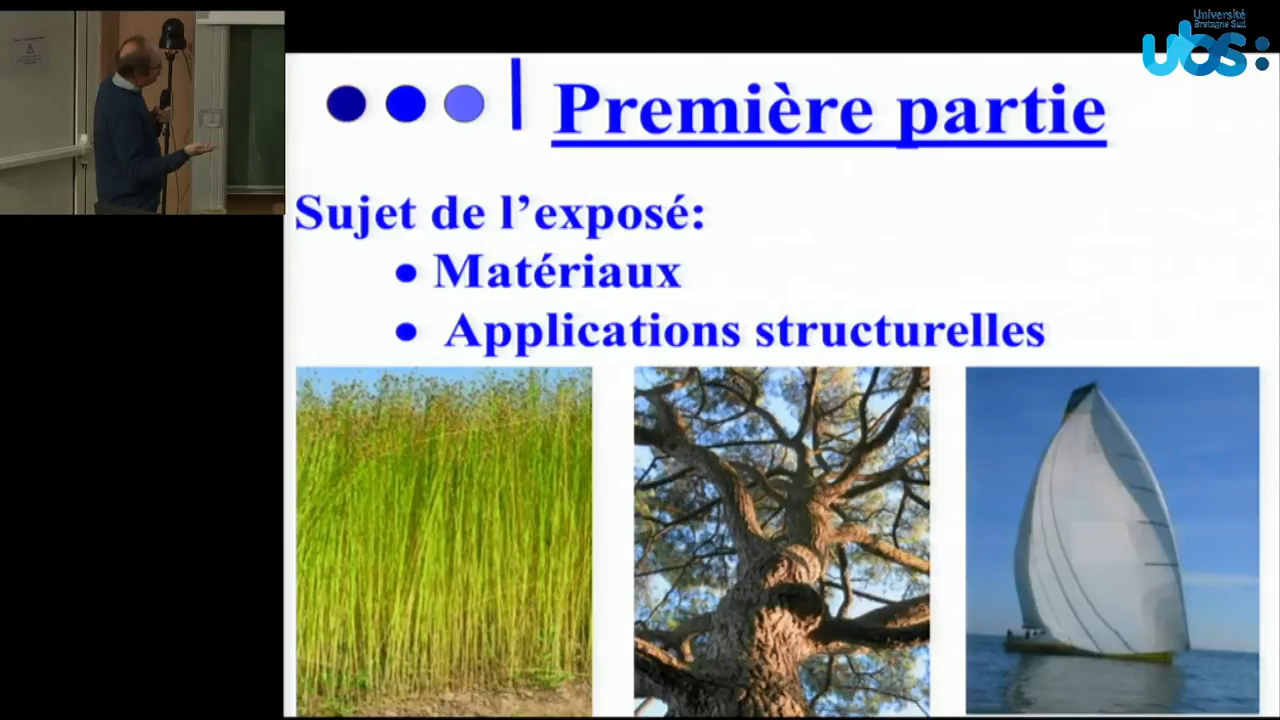 Université
Bretagne Sud
ubs:
Première partie
Sujet de l'exposé:
• Matériaux
• Applications structurelles